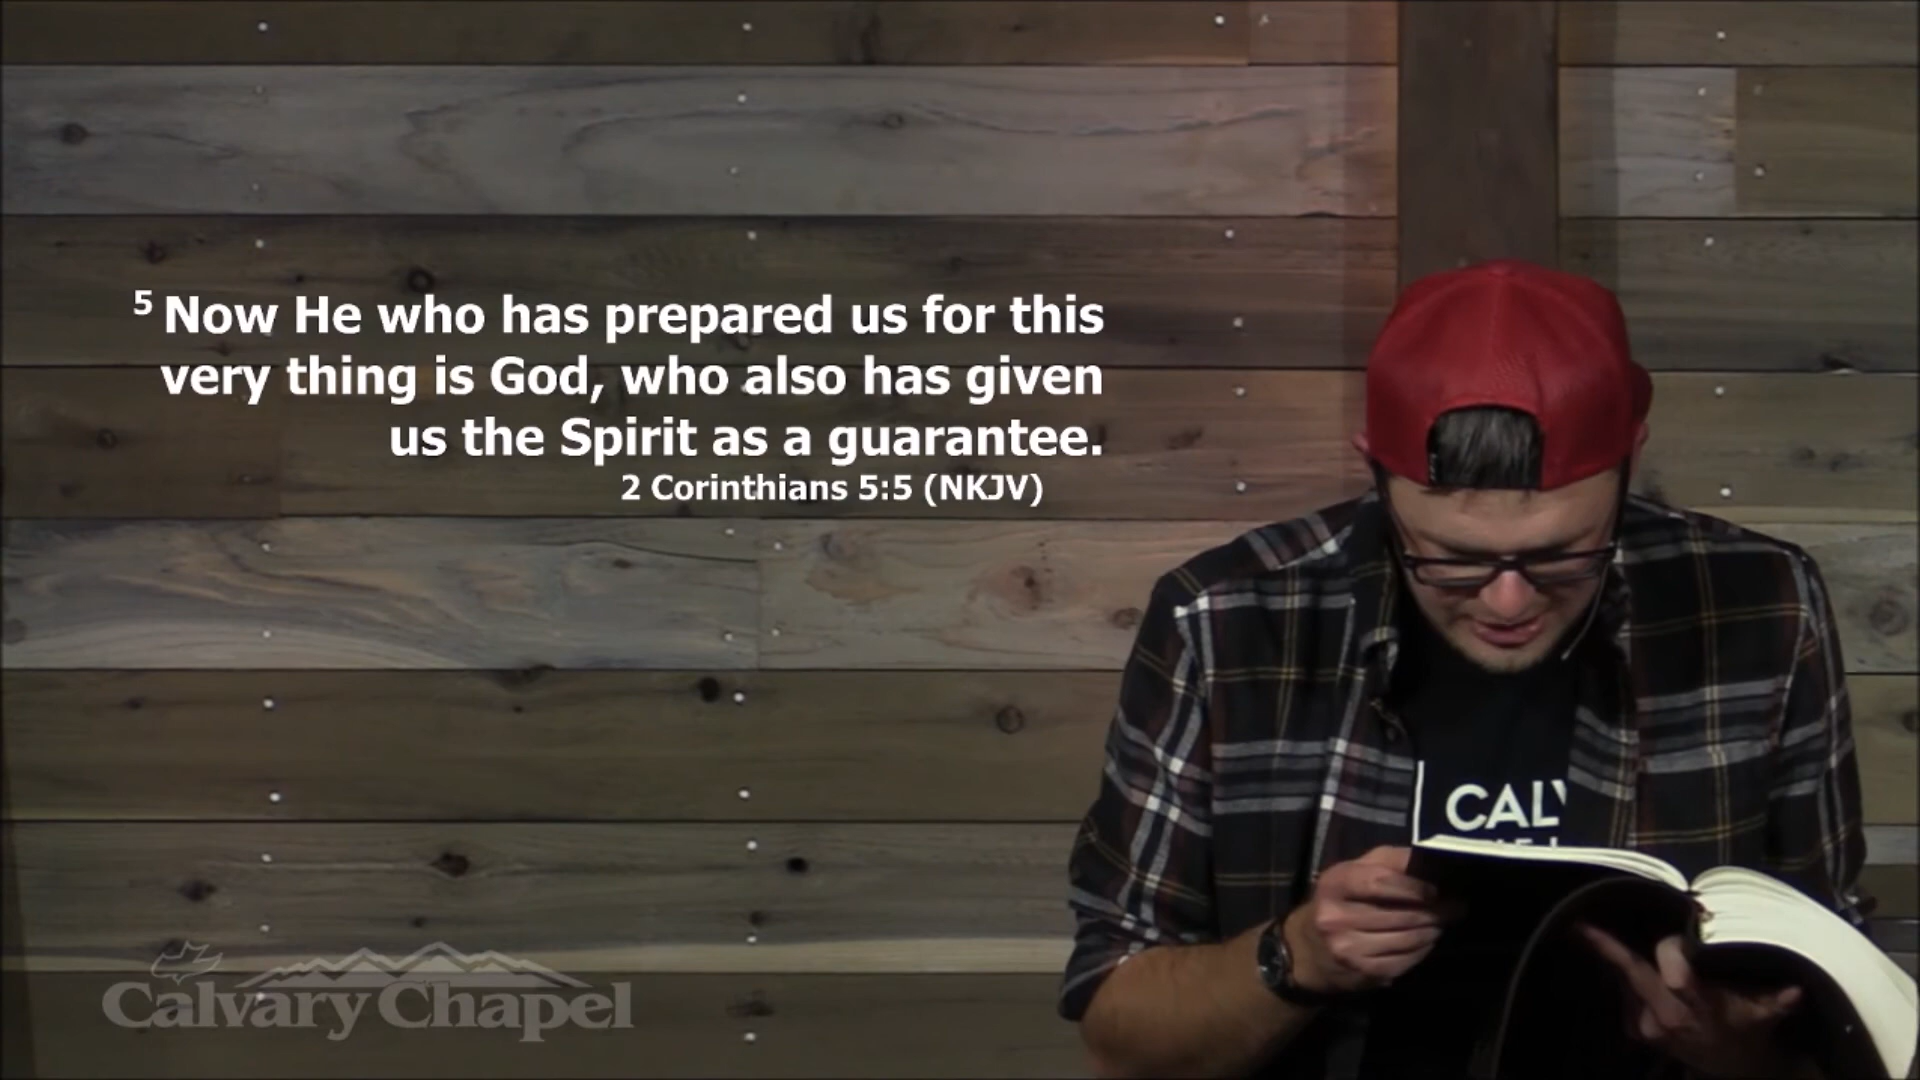 5 Now He who has prepared us for this
very thing is God, who also has given
us the Spirit as a guarantee.
2 Corinthians 5:5 (NKJV)
CALV
Calvary Chapel